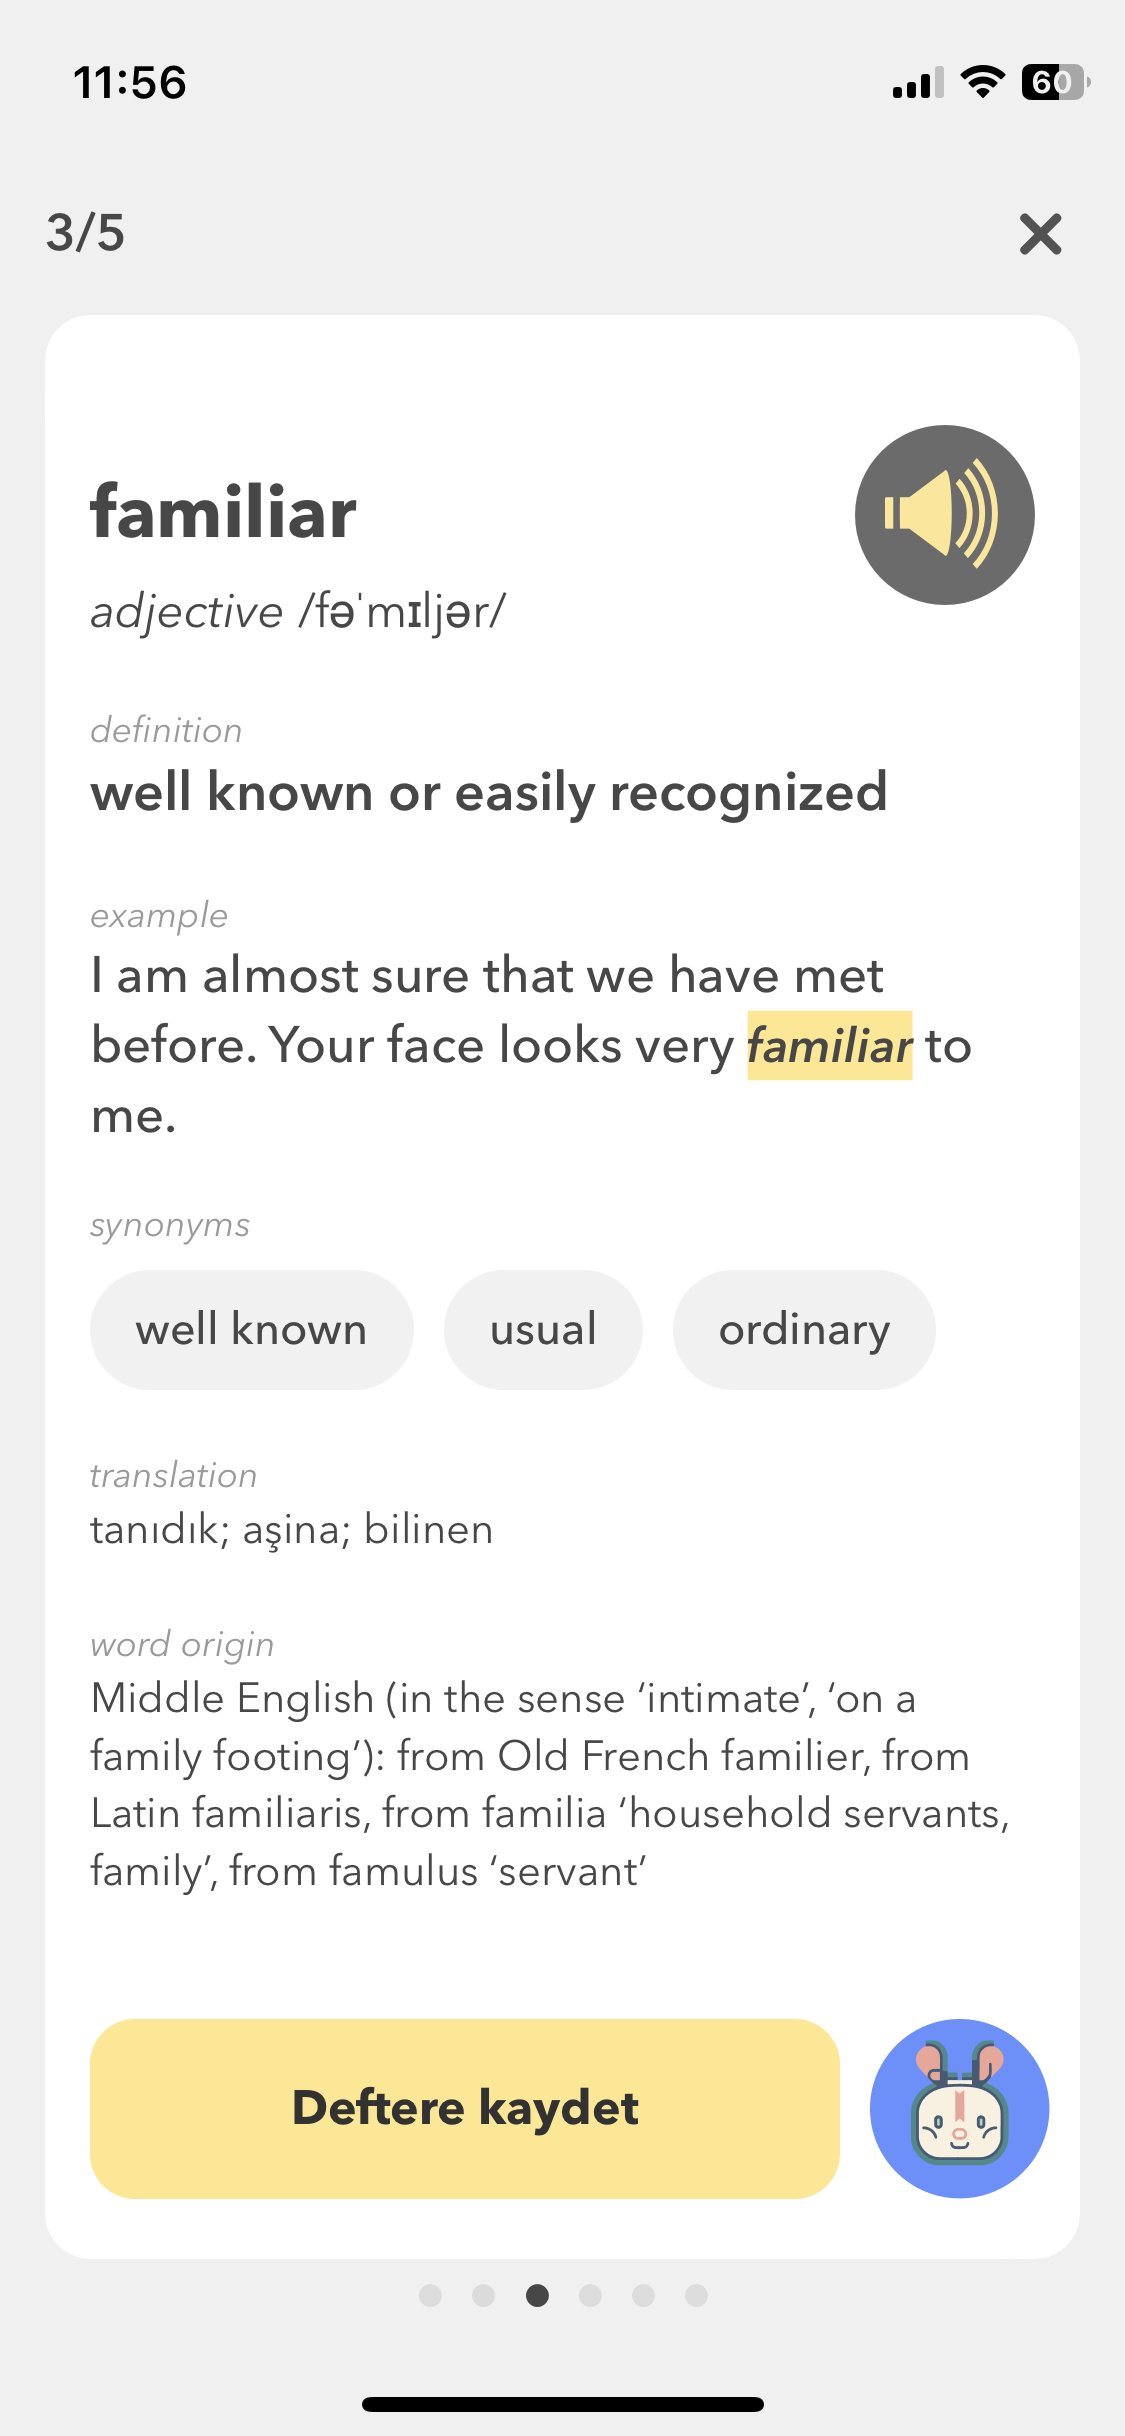 11:56
60
3/5
familiar
adjective /fəˈmɪljər/
definition
well known or easily recognized
example
I am almost sure that we have met
before. Your face looks very familiar to
me.
synonyms
well known
usual
ordinary
translation
tanıdık; aşina; bilinen
word origin
Middle English (in the sense ‘intimate’, ‘on a
family footing’): from Old French familier, from
Latin familiaris, from familia ‘household servants,
family’, from famulus ‘servant’
Deftere kaydet